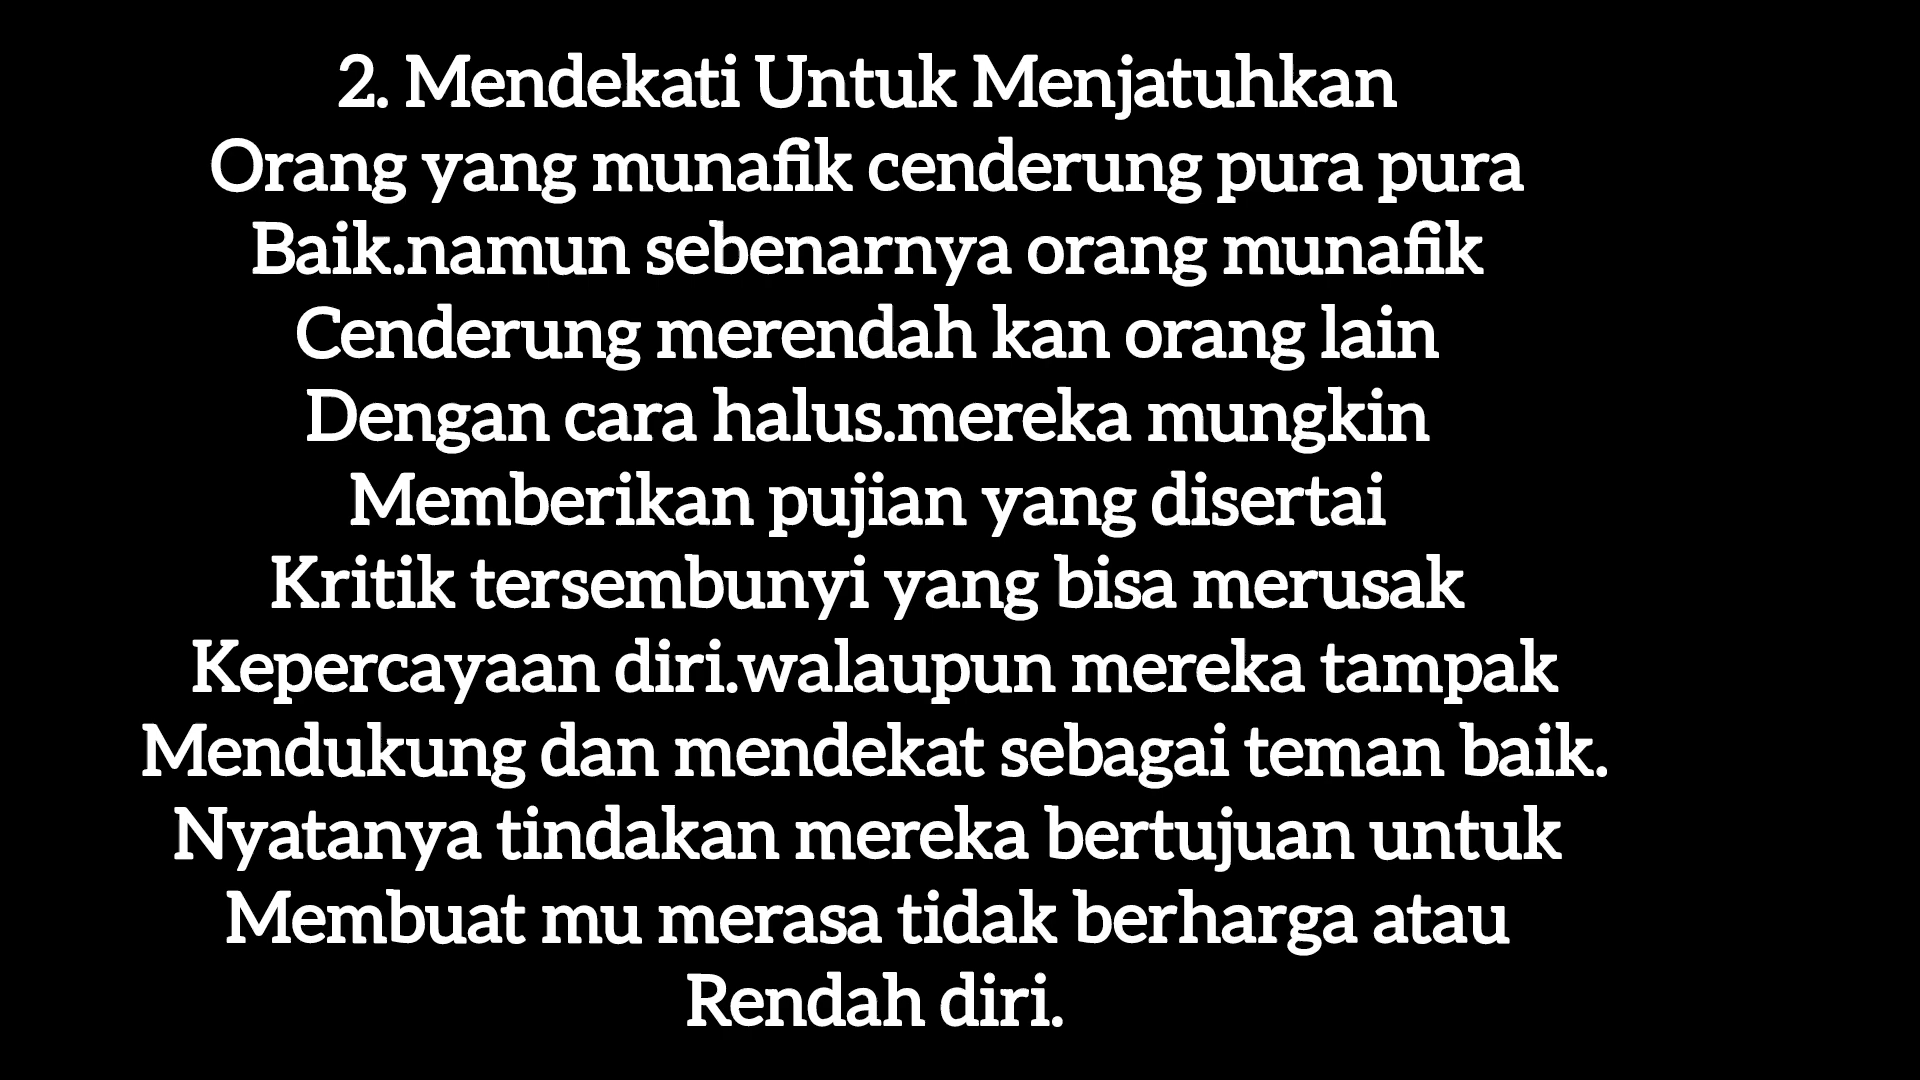 2. Mendekati Untuk Menjatuhkan
Orang yang munafik cenderung pura pura
Baik.namun sebenarnya orang munafik
Cenderung merendah kan orang lain
Dengan cara halus.mereka mungkin
Memberikan pujian yang disertai
Kritik tersembunyi yang bisa merusak
Kepercayaan diri.walaupun mereka tampak
Mendukung dan mendekat sebagai teman baik.
Nyatanya tindakan mereka bertujuan untuk
Membuat mu merasa tidak berharga atau
Rendah diri.